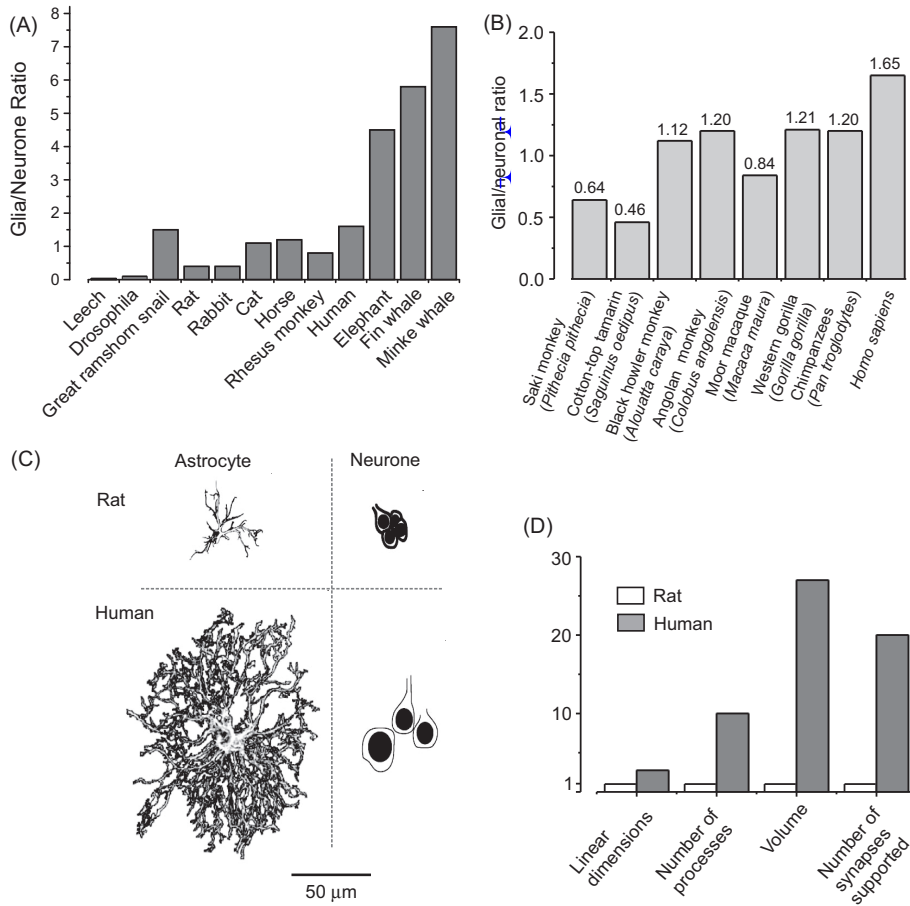 (A)
Glia/Neurone Ratio
8
7
6
5
4
3
2
1
0
Leech
Drosophila
Great ramshorn snail
Rat
Rabbit
Cat
Horse
Rhesus monkey
Human
Elephant
Fin whale
Minke whale
(B)
Glial/neuronal ratio
2.0
1.5
1.0
0.5
0.0
0.64
0.46
1.12
1.20
0.84
1.21
1.20
1.65
Saki monkey
(Pithecia pithecia)
Cotton-top tamarin
(Saguinus oedipus)
Black howler monkey
(Alouatta caraya)
Angolan monkey
(Colobus angolensis)
Moor macaque
(Macaca maura)
Western gorilla
(Gorilla gorilla)
Chimpanzees
(Pan troglodytes)
Homo sapiens
(C)
Astrocyte
Neurone
Rat
Human
50 µm
(D)
30
20
10
1
Rat
Human
Linear
dimensions
Number of
processes
Volume
Number of
synapses
supported